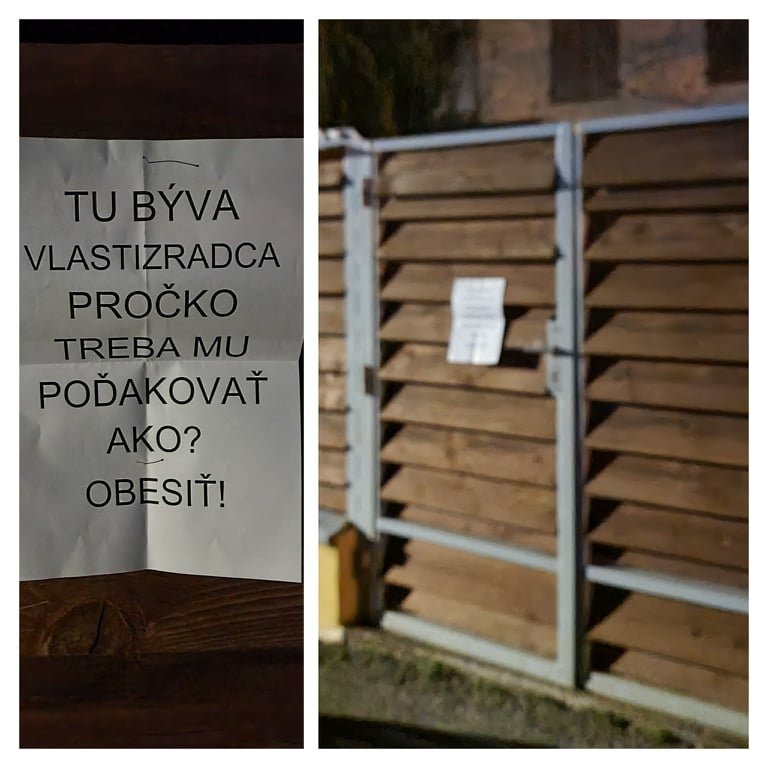 TU BÝVA
VLASTIZRADCA
PROČKO
TREBA MU
POĎAKOVAŤ
AKO?
OBESIŤ!